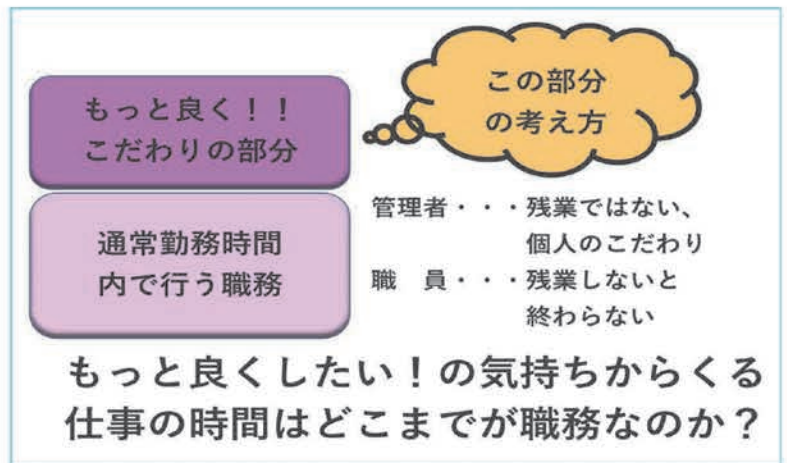 もっと良く！！
こだわりの部分
この部分
の考え方
通常勤務時間
内で行う職務
管理者・・・残業ではない、
個人のこだわり
職　員・・・残業しないと
終わらない
もっと良くしたい！の気持ちからくる
仕事の時間はどこまでが職務なのか？